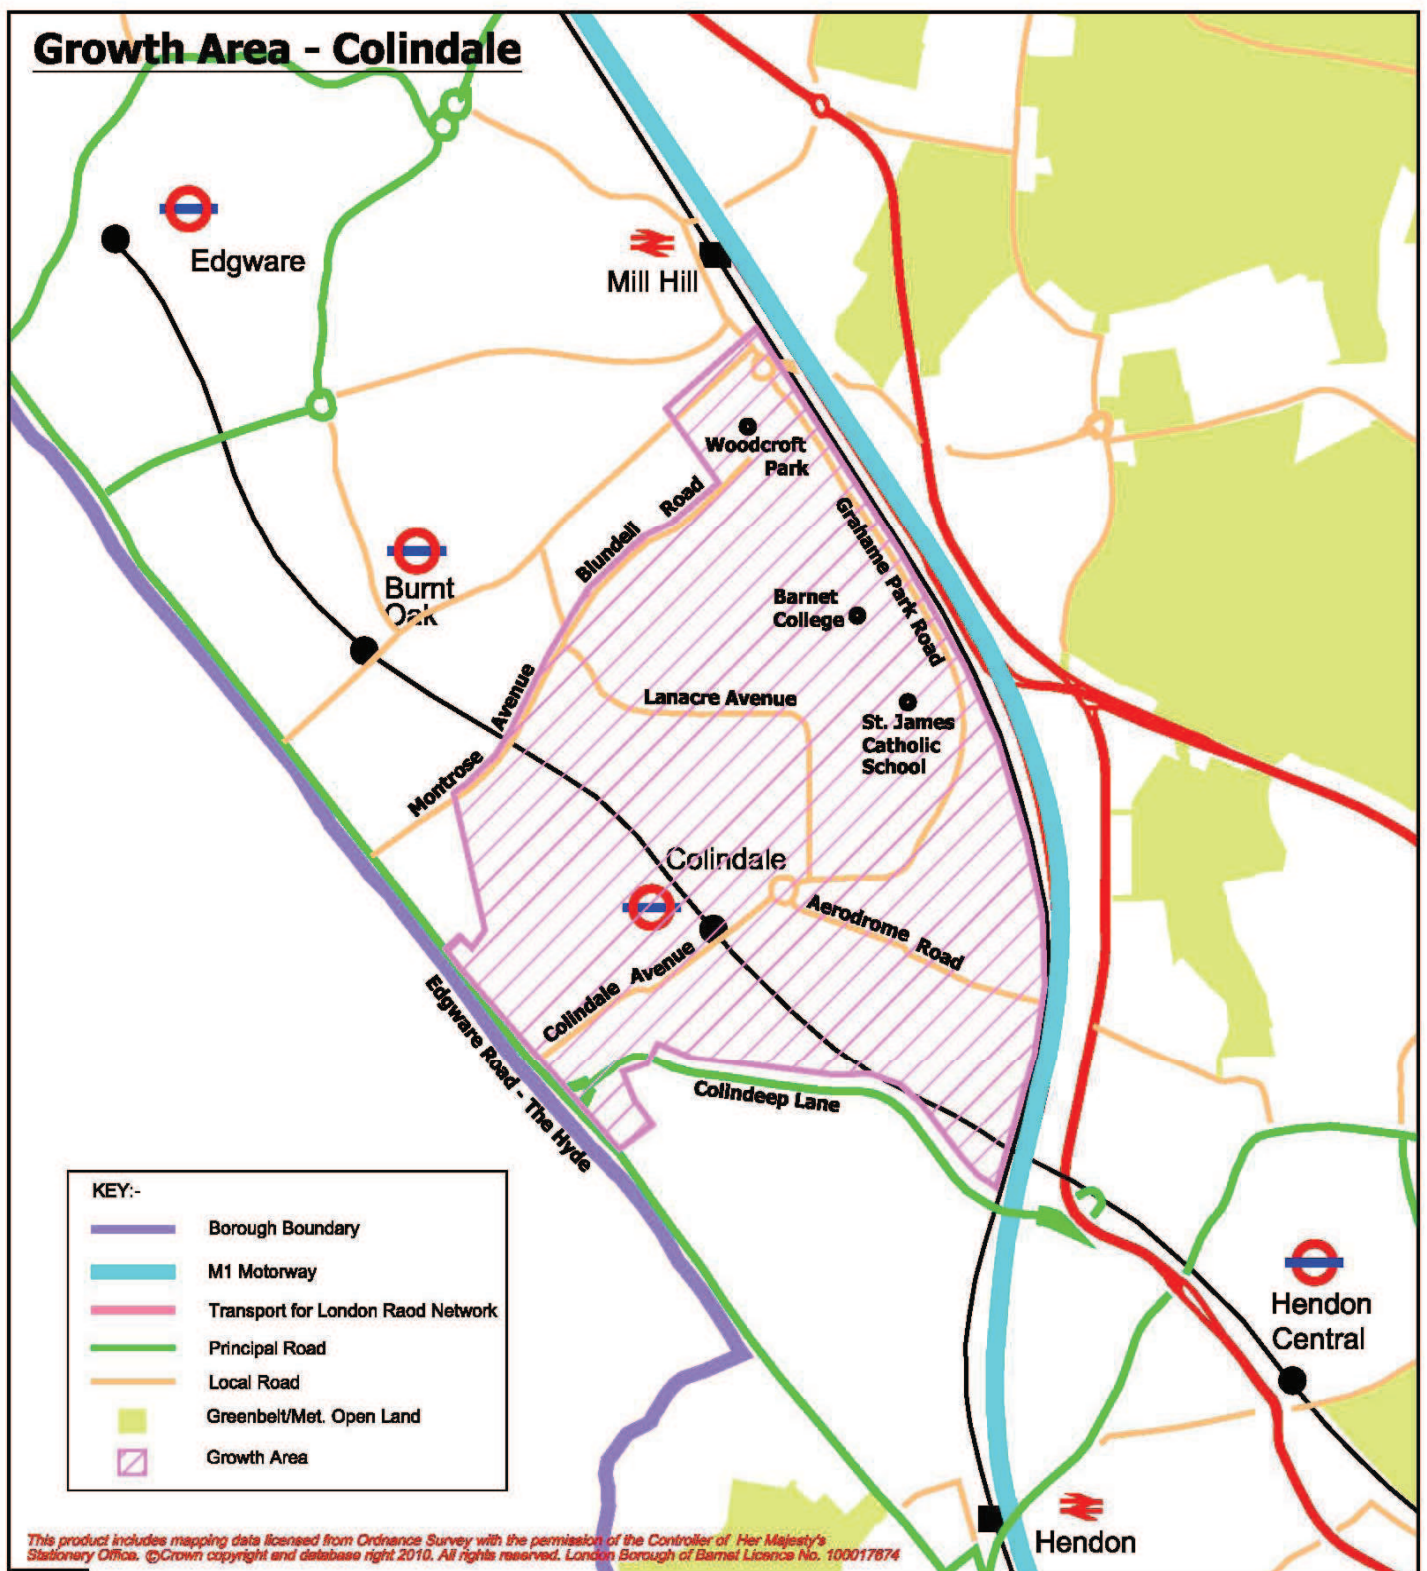 Growth Area - Colindale
Edgware
Mill Hill
Woodcroft
Park
Blundell Road
Grahame Park Road
Burnt
Oak
Barnet
College
Montrose Avenue
Lanacre Avenue
St. James
Catholic
School
Colindale
Aerodrome Road
Colindale Avenue
Edgware Road - The Hyde
Colindeep Lane
KEY:-
Borough Boundary
M1 Motorway
Transport for London Raod Network
Principal Road
Local Road
Greenbelt/Met. Open Land
Growth Area
Hendon
Central
Hendon
This product includes mapping data licensed from Ordnance Survey with the permission of the Controller of Her Majesty's
Stationery Office. ©Crown copyright and database right 2010. All rights reserved. London Borough of Barnet Licence No. 100017674